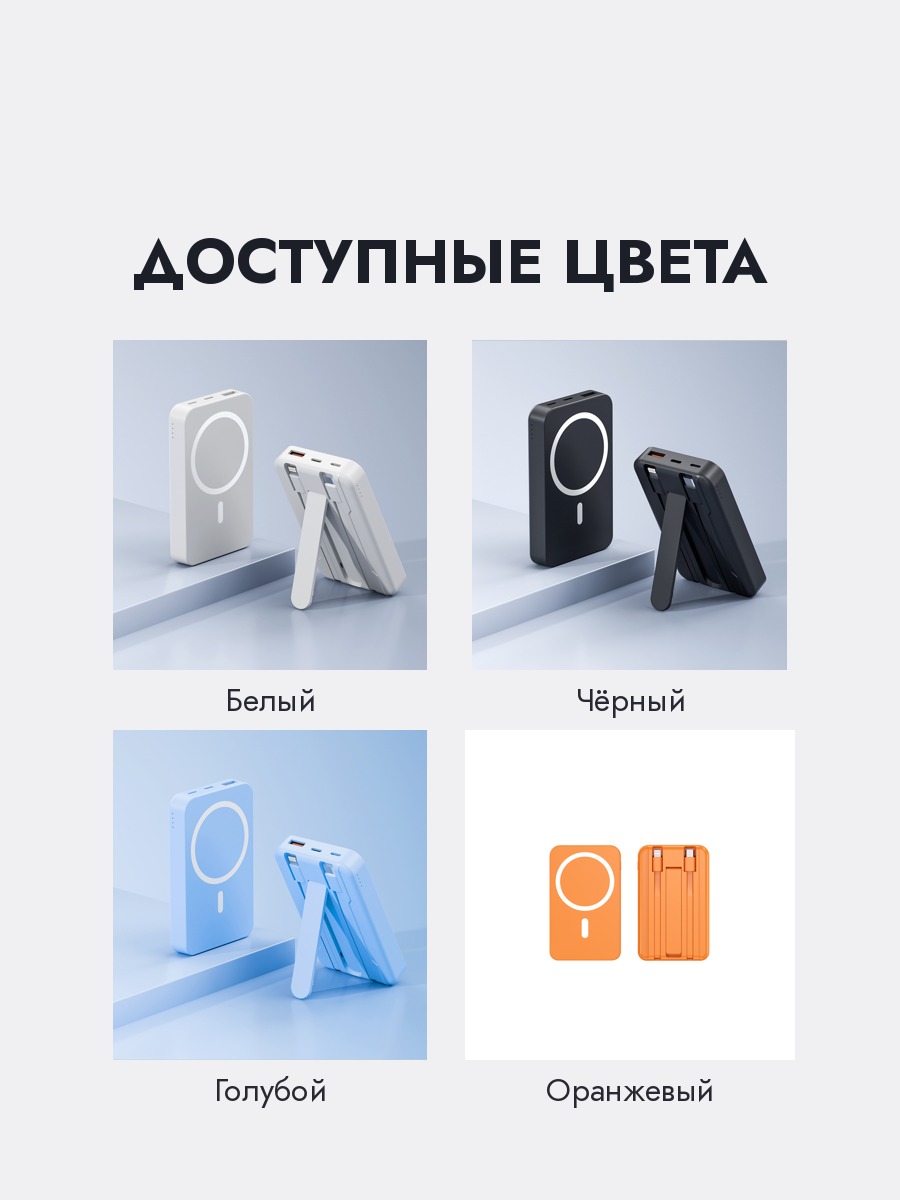 ДОСТУПНЫЕ ЦВЕТА
Белый
Чёрный
Голубой
Оранжевый